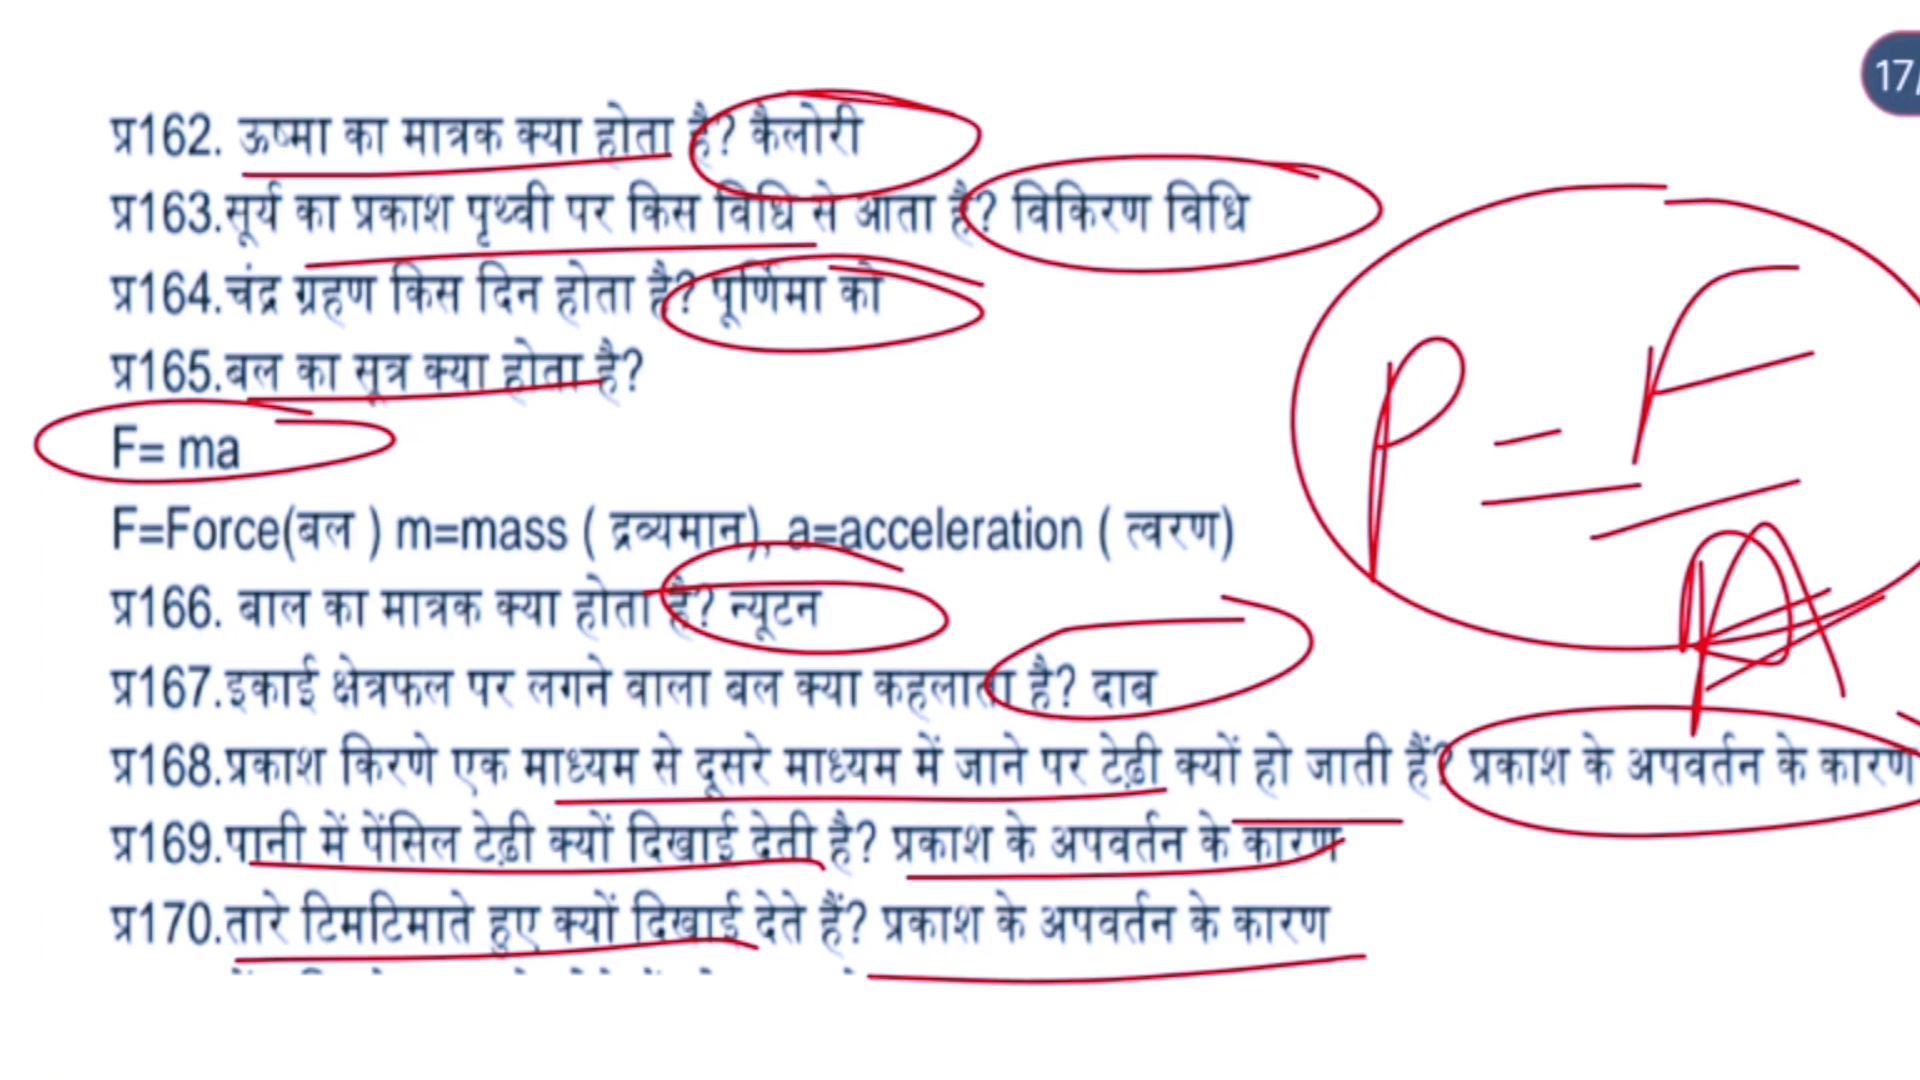 17/
प्र162. ऊष्मा का मात्रक क्या होता है? कैलोरी
प्र163.सूर्य का प्रकाश पृथ्वी पर किस विधि से आता है? विकिरण विधि
प्र164.चंद्र ग्रहण किस दिन होता है? पूर्णिमा को
प्र165.बल का सूत्र क्या होता है?
F= ma
F=Force(बल ) m=mass ( द्रव्यमान), a=acceleration ( त्वरण)
प्र166. बाल का मात्रक क्या होता है? न्यूटन
प्र167.इकाई क्षेत्रफल पर लगने वाला बल क्या कहलाता है? दाब
प्र168.प्रकाश किरणे एक माध्यम से दूसरे माध्यम में जाने पर टेढ़ी क्यों हो जाती हैं? प्रकाश के अपवर्तन के कारण
प्र169.पानी में पेंसिल टेढ़ी क्यों दिखाई देती है? प्रकाश के अपवर्तन के कारण
प्र170.तारे टिमटिमाते हुए क्यों दिखाई देते हैं? प्रकाश के अपवर्तन के कारण
P = F
A